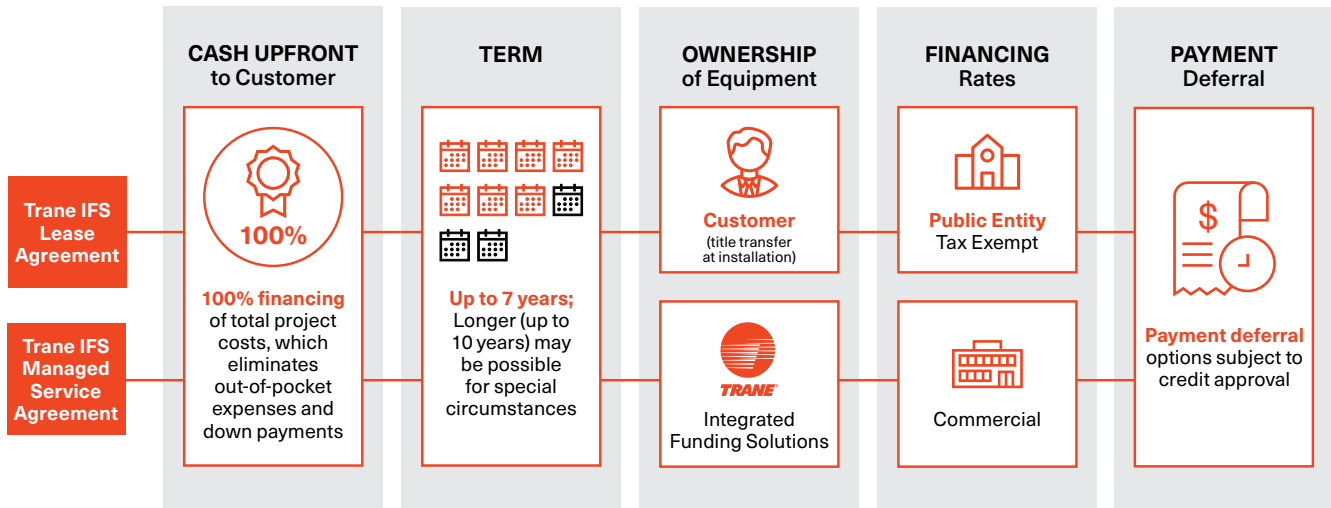 CASH UPFRONT
to Customer
TERM
OWNERSHIP
of Equipment
FINANCING
Rates
PAYMENT
Deferral
Trane IFS
Lease
Agreement
Trane IFS
Managed
Service
Agreement
100%
100% financing
of total project
costs, which
eliminates
out-of-pocket
expenses and
down payments
Up to 7 years;
Longer (up to
10 years) may
be possible
for special
circumstances
Customer
(title transfer
at installation)
TRANE®
Integrated
Funding Solutions
Public Entity
Tax Exempt
Commercial
$
Payment deferral
options subject to
credit approval